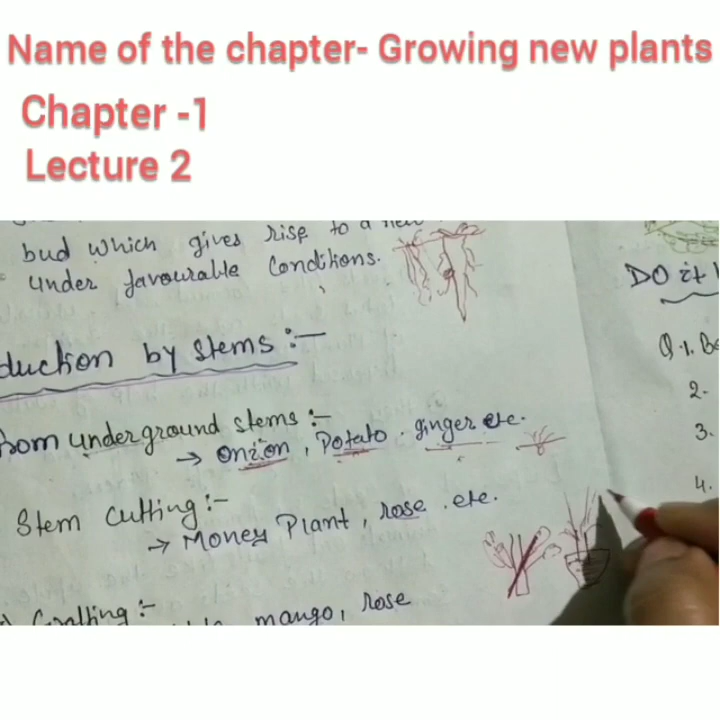 Name of the chapter- Growing new plants
Chapter -1
Lecture 2
bud which gives rise to a new
under favourable conditions.
duction by stems :-
from underground stems :-
→ Onion, Potato, ginger etc.
Stem Cutting :-
→ Money Plant, rose. etc.
Grafting :-
mango, rose
DO it
Q.1. Be
2.
3.
4.